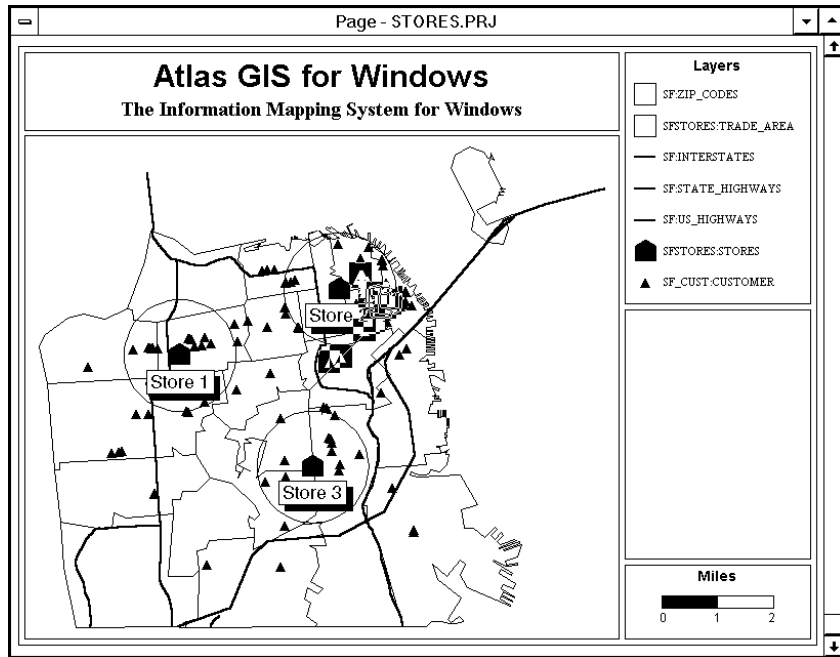 Page - STORES.PRJ
Atlas GIS for Windows
The Information Mapping System for Windows
Layers
SF:ZIP_CODES
SFSTORES:TRADE_AREA
SF:INTERSTATES
SF:STATE_HIGHWAYS
SF:US_HIGHWAYS
SFSTORES:STORES
SF_CUST:CUSTOMER
Store
Store 1
Store 3
Miles
0 1 2